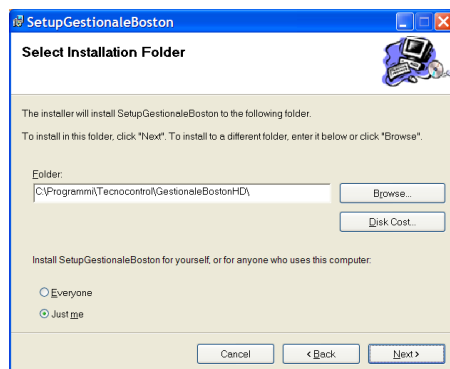 SetupGestionaleBoston
Select Installation Folder
The installer will install SetupGestionaleBoston to the following folder.
To install in this folder, click "Next". To install to a different folder, enter it below or click "Browse".
Folder:
C:\Programmi\Tecnocontrol\GestionaleBostonHD\
Browse...
Disk Cost...
Install SetupGestionaleBoston for yourself, or for anyone who uses this computer:
Everyone
Just me
Cancel < Back Next >